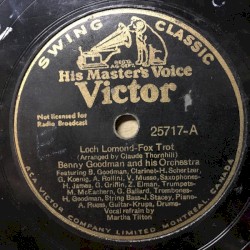 SWING CLASSIC
His Master's Voice
Victor
Not licensed for
Radio Broadcast
25717-A
Loch Lomond-Fox Trot
(Arranged by Claude Thornhill)
Benny Goodman and his Orchestra
Featuring B. Goodman, Clarinet-H. Schertzer,
G. Koenig, A. Rollini, V. Musso, Saxophones-
H. James, G. Griffin, Z. Elman, Trumpets-
M. McEachern, G. Ballard, Trombones-
H. Goodman, String Bass-J. Stacey, Piano-
A. Ruess, Guitar-Krupa, Drums-
Vocal refrain by
Martha Tilton
RCA VICTOR COMPANY LIMITED MONTREAL, CANADA